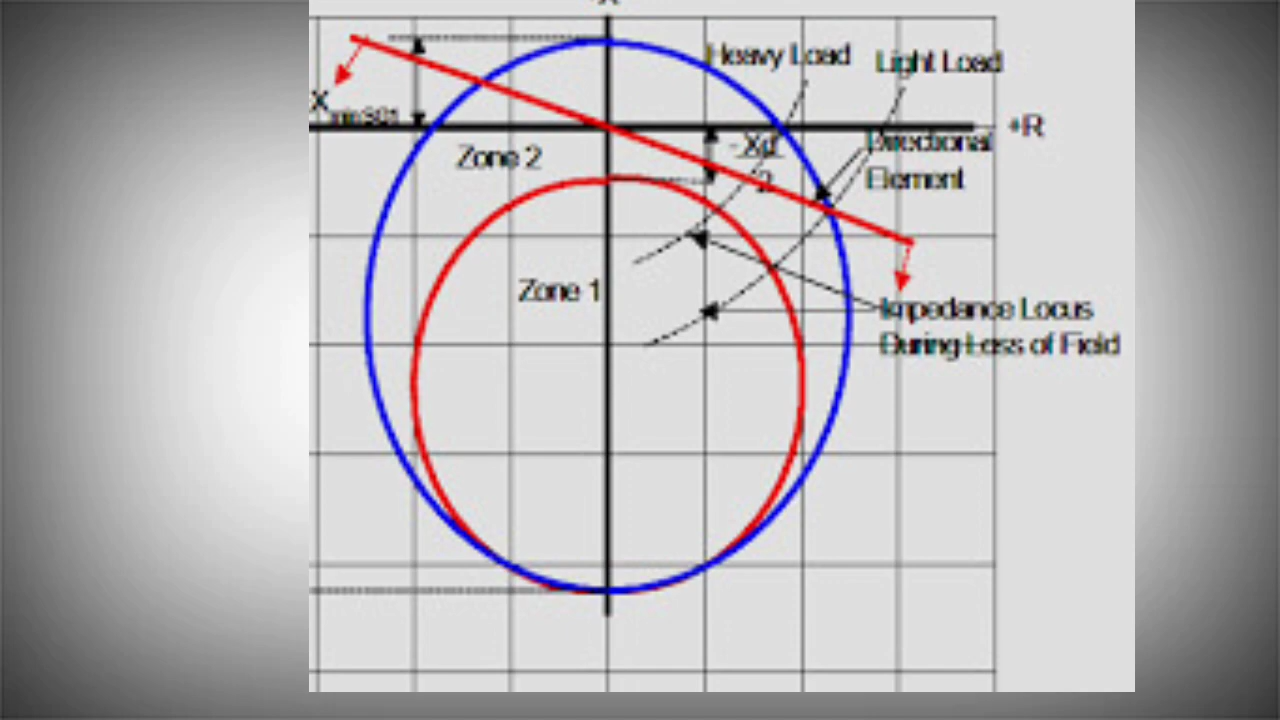 Heavy Load
Light Load
+R
Zone 2
-Xd'
2
Directional
Element
Zone 1
Impedance Locus
During Loss of Field